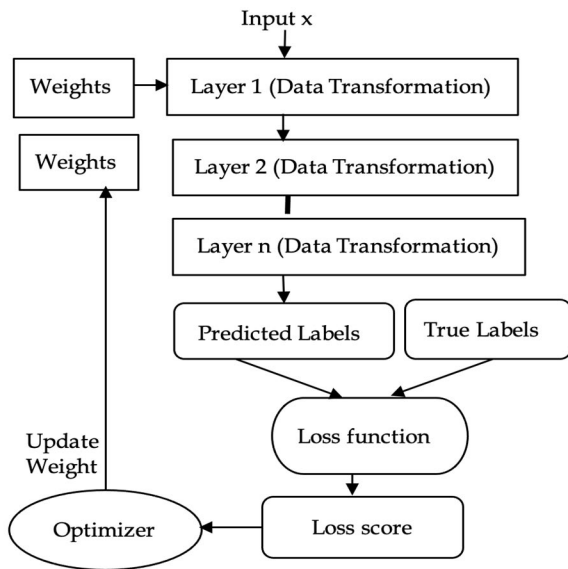 Input x
Weights
Layer 1 (Data Transformation)
Weights
Layer 2 (Data Transformation)
Layer n (Data Transformation)
Predicted Labels
True Labels
Loss function
Update
Weight
Optimizer
Loss score